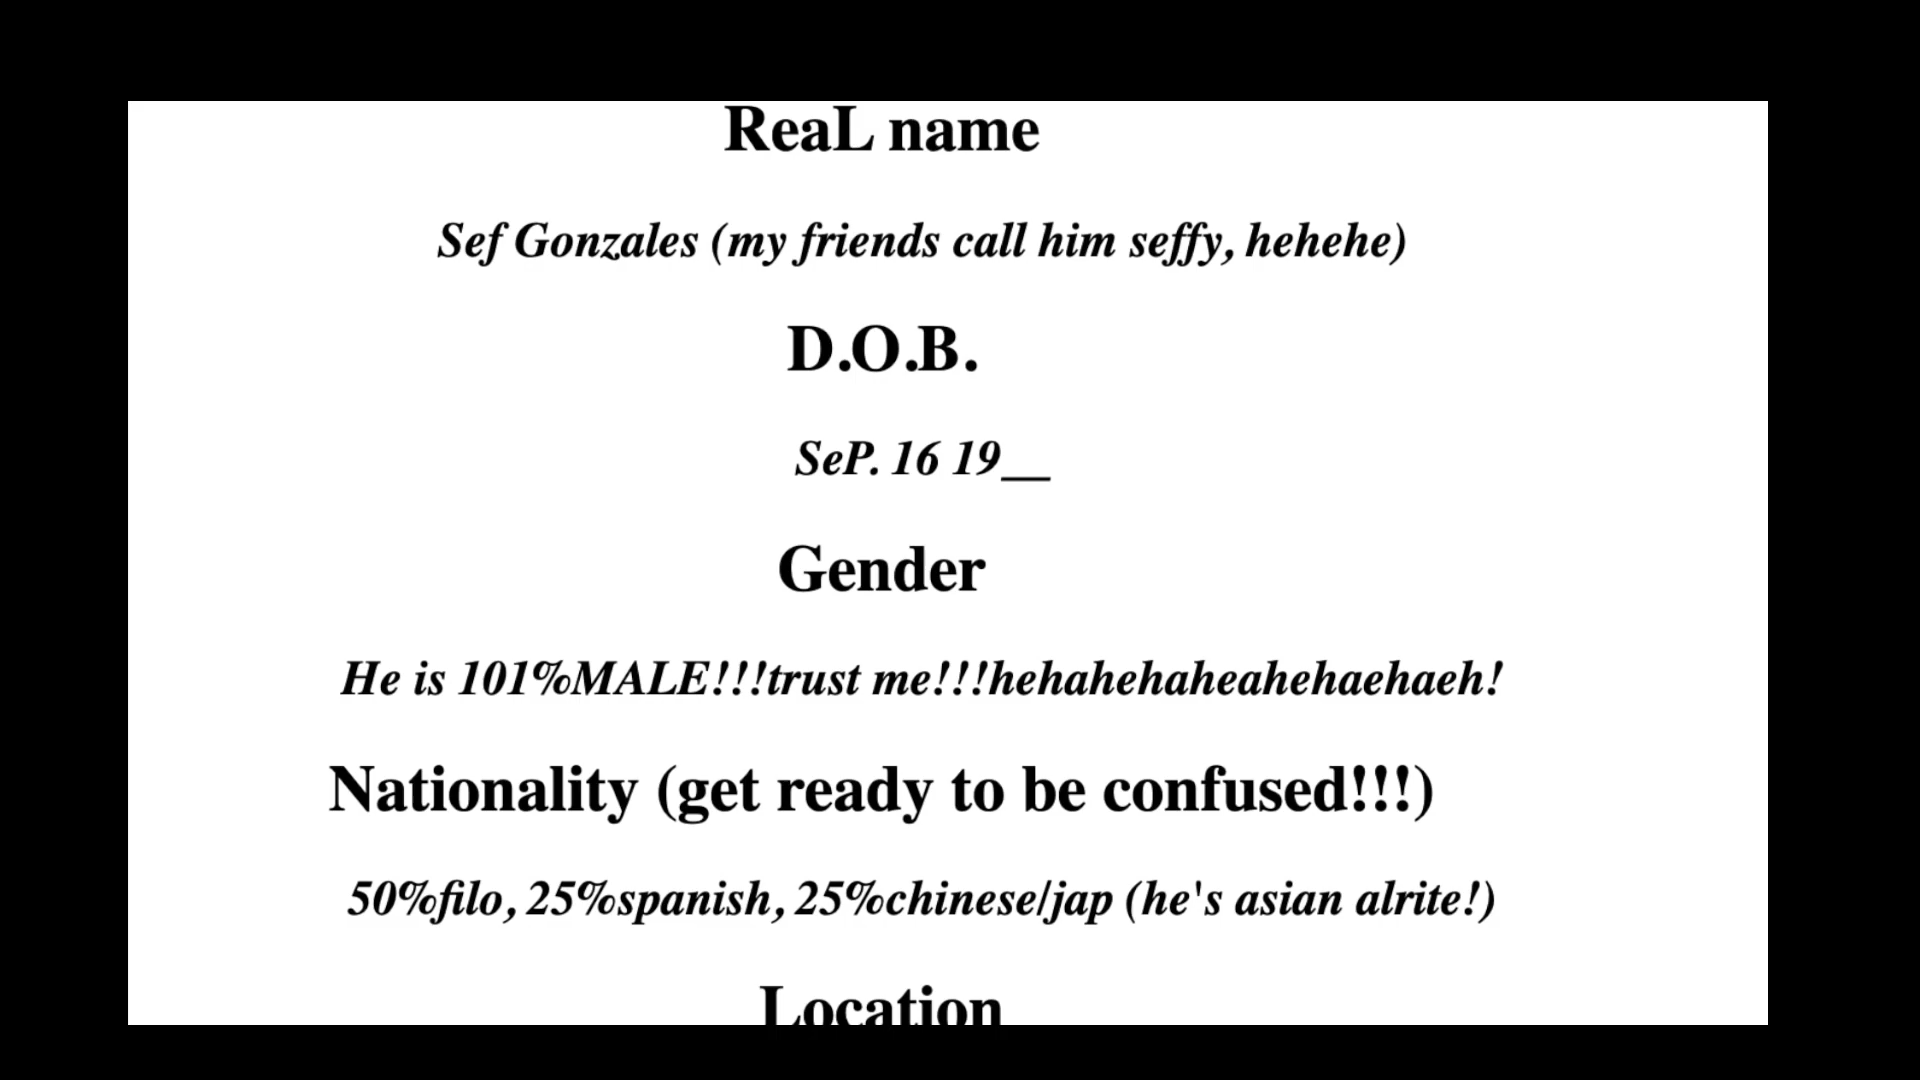 ReaL name
Sef Gonzales (my friends call him seffy, hehehe)
D.O.B.
SeP. 16 19__
Gender
He is 101%MALE!!!trust me!!!hehahehaheahehaehaeh!
Nationality (get ready to be confused!!!)
50%filo, 25%spanish, 25%chinese/jap (he's asian alrite!)
Location